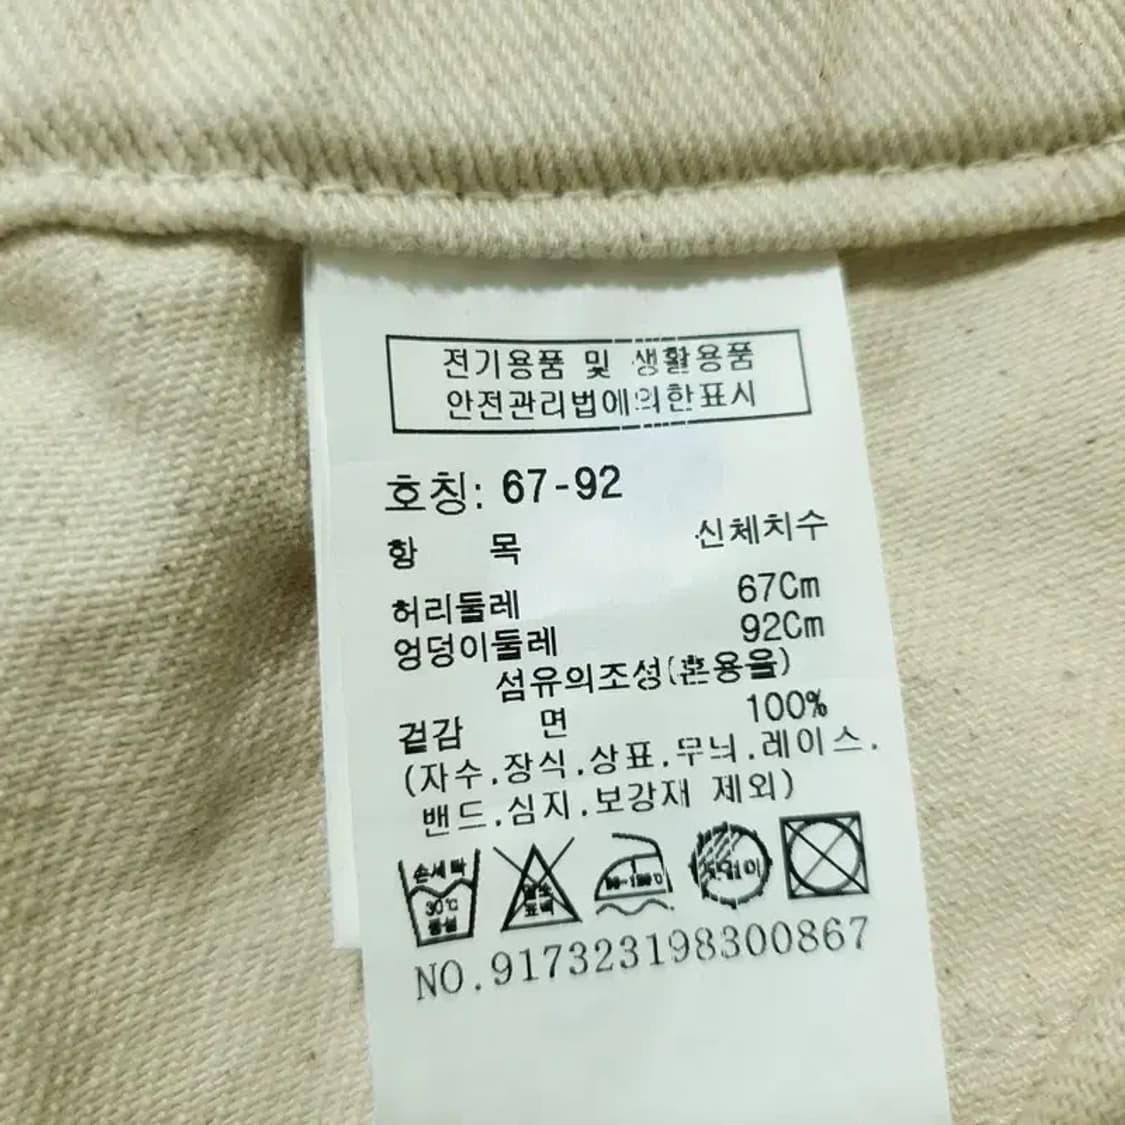 전기용품 및 생활용품
안전관리법에의한표시
호칭: 67-92
항 목 신체치수
허리둘레 67Cm
엉덩이둘레 92Cm
섬유의조성(혼용율)
겉감 면 100%
(자수.장식.상표.무늬.레이스.
밴드.심지.보강재 제외)
손세탁
30℃
중성
표백
NO.917323198300867